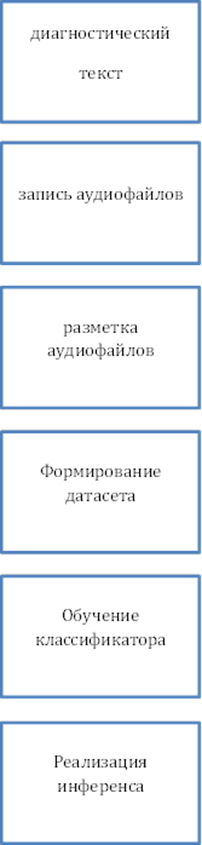 диагностический
текст
запись аудиофайлов
разметка
аудиофайлов
Формирование
датасета
Обучение
классификатора
Реализация
инференса